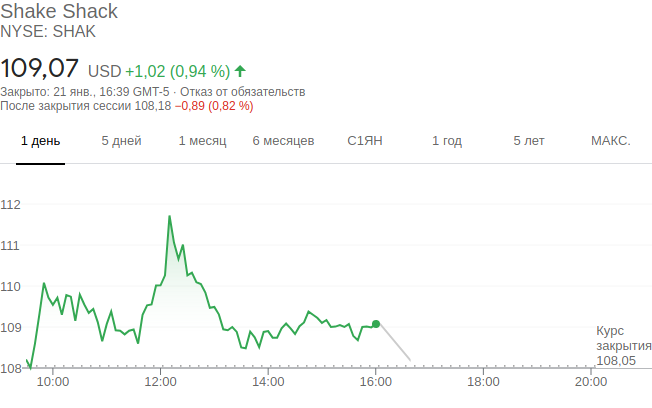 Shake Shack
NYSE: SHAK
109,07 USD +1,02 (0,94 %)
Закрыто: 21 янв., 16:39 GMT-5 · Отказ от обязательств
После закрытия сессии 108,18 −0,89 (0,82 %)
1 день 5 дней 1 месяц 6 месяцев С1ЯН 1 год 5 лет МАКС.
112
111
110
109
108
Курс
закрытия
108,05
10:00 12:00 14:00 16:00 18:00 20:00